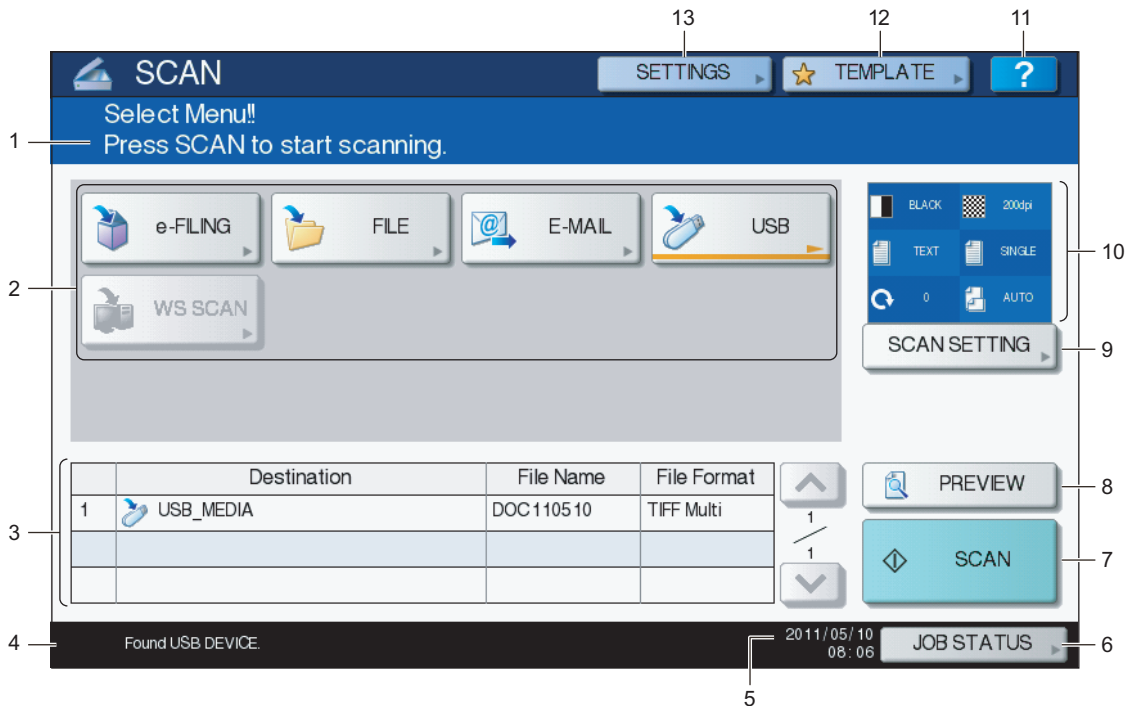 13 12 11
SCAN SETTINGS TEMPLATE ?
Select Menu!!
1 Press SCAN to start scanning.
e-FILING FILE E-MAIL USB
2 WS SCAN
BLACK 200dpi
TEXT SINGLE 10
0 AUTO
SCAN SETTING 9
Destination File Name File Format
1 USB_MEDIA DOC110510 TIFF Multi
3
1
1
PREVIEW 8
SCAN 7
4 Found USB DEVICE.
2011/05/10
08:06
JOB STATUS 6
5